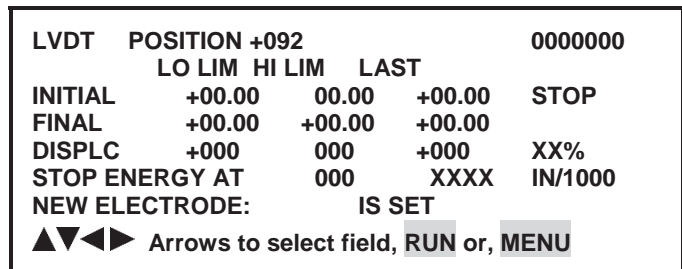 LVDT POSITION +092 0000000
LO LIM HI LIM LAST
INITIAL +00.00 00.00 +00.00 STOP
FINAL +00.00 +00.00 +00.00
DISPLC +000 000 +000 XX%
STOP ENERGY AT 000 XXXX IN/1000
NEW ELECTRODE: IS SET
▲▼◀▶ Arrows to select field, RUN or, MENU